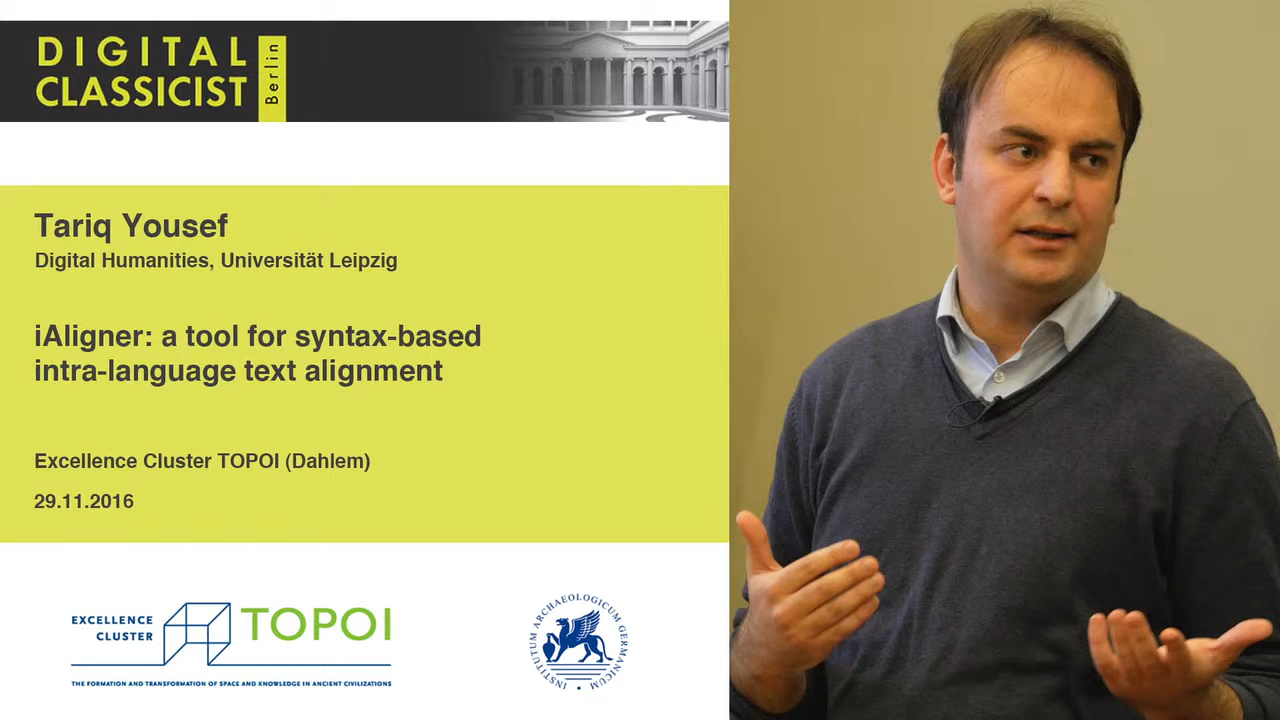 DIGITAL
CLASSICIST
Berlin
Tariq Yousef
Digital Humanities, Universität Leipzig
iAligner: a tool for syntax-based
intra-language text alignment
Excellence Cluster TOPOI (Dahlem)
29.11.2016
EXCELLENCE
CLUSTER
TOPOI
THE FORMATION AND TRANSFORMATION OF SPACE AND KNOWLEDGE IN ANCIENT CIVILIZATIONS
INSTITUTUM ARCHAEOLOGICUM GERMANICUM